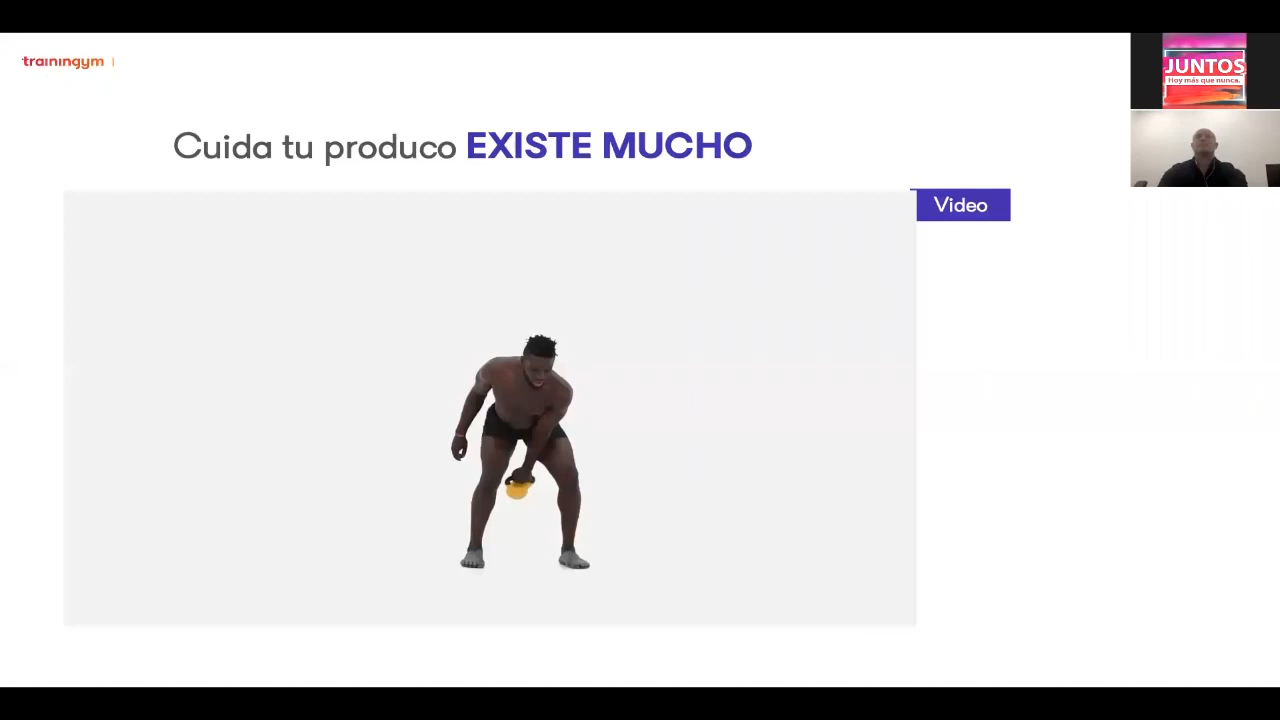 trainingym
JUNTOS
Hoy más que nunca.
Cuida tu produco EXISTE MUCHO
Video